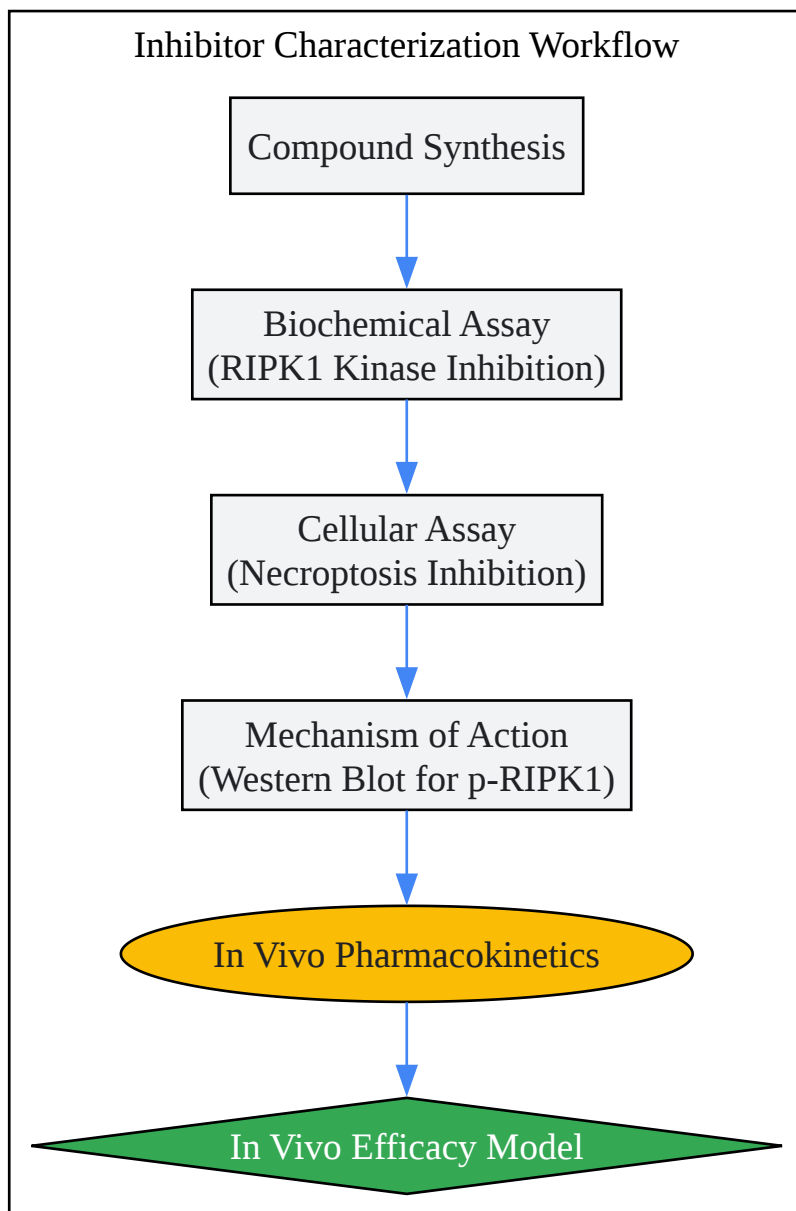 Inhibitor Characterization Workflow
Compound Synthesis
Biochemical Assay
(RIPK1 Kinase Inhibition)
Cellular Assay
(Necroptosis Inhibition)
Mechanism of Action
(Western Blot for p-RIPK1)
In Vivo Pharmacokinetics
In Vivo Efficacy Model